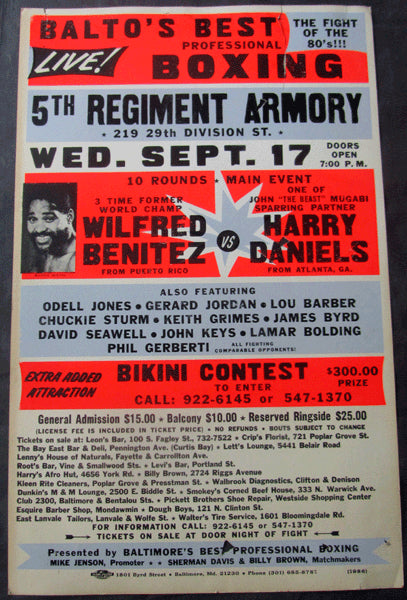 BALTO'S BEST
PROFESSIONAL
THE FIGHT
OF THE
80's!!!
LIVE!
BOXING
5TH REGIMENT ARMORY
• 219 29th DIVISION ST. •
WED. SEPT. 17
DOORS
OPEN
7:00 P. M.
10 ROUNDS • MAIN EVENT
3 TIME FORMER
WORLD CHAMP
WILFRED
BENITEZ
FROM PUERTO RICO
VS
ONE OF
JOHN "THE BEAST" MUGABI
SPARRING PARTNER
HARRY
DANIELS
FROM ATLANTA, GA.
ALSO FEATURING
ODELL JONES • GERARD JORDAN • LOU BARBER
CHUCKIE STURM • KEITH GRIMES • JAMES BYRD
DAVID SEAWELL • JOHN KEYS • LAMAR BOLDING
PHIL GERBERTI
ALL FIGHTING
COMPARABLE OPPONENTS!
EXTRA ADDED
ATTRACTION
BIKINI CONTEST
TO ENTER
CALL: 922-6145 or 547-1370
$300.00
PRIZE
General Admission $15.00 • Balcony $10.00 • Reserved Ringside $25.00
(LICENSE FEE IS INCLUDED IN TICKET PRICE) • NO REFUNDS • BOUTS SUBJECT TO CHANGE
Tickets on sale at: Leon's Bar, 100 S. Fagley St., 732-7522 • Crip's Florist, 721 Poplar Grove St.
The Bay East Bar & Deli, Pennington Ave. (Curtis Bay) • Lett's Lounge, 5441 Belair Road
Lenny's House of Naturals, Fayette & Carrollton Ave.
Root's Bar, Vine & Smallwood Sts. • Levi's Bar, Portland St.
Harry's Afro Hut, 4656 York Rd. • Billy Brown, 2724 Riggs Avenue
Kleen Rite Cleaners, Poplar Grove & Presstman St. • Walbrook Diagnostics, Clifton & Denison
Dunkin's M & M Lounge, 2500 E. Biddle St. • Smokey's Corned Beef House, 333 N. Warwick Ave.
Club 2300, Baltimore & Bentalou Sts. • Pickett Brothers Shoe Repair, Westside Shopping Center
Esquire Barber Shop, Mondawmin • Dough Boys, 121 N. Clinton St.
East Lanvale Tailors, Lanvale & Wolfe St. • Walter's Tire Service, 1601 Bloomingdale Rd.
FOR INFORMATION CALL: 922-6145 or 547-1370
TICKETS ON SALE AT DOOR NIGHT OF FIGHT
Presented by BALTIMORE'S BEST PROFESSIONAL BOXING
MIKE JENSON, Promoter •• SHERMAN DAVIS & BILLY BROWN, Matchmakers
1801 Byrd Street • Baltimore, Md. 21230 • Phone (301)
(1986)